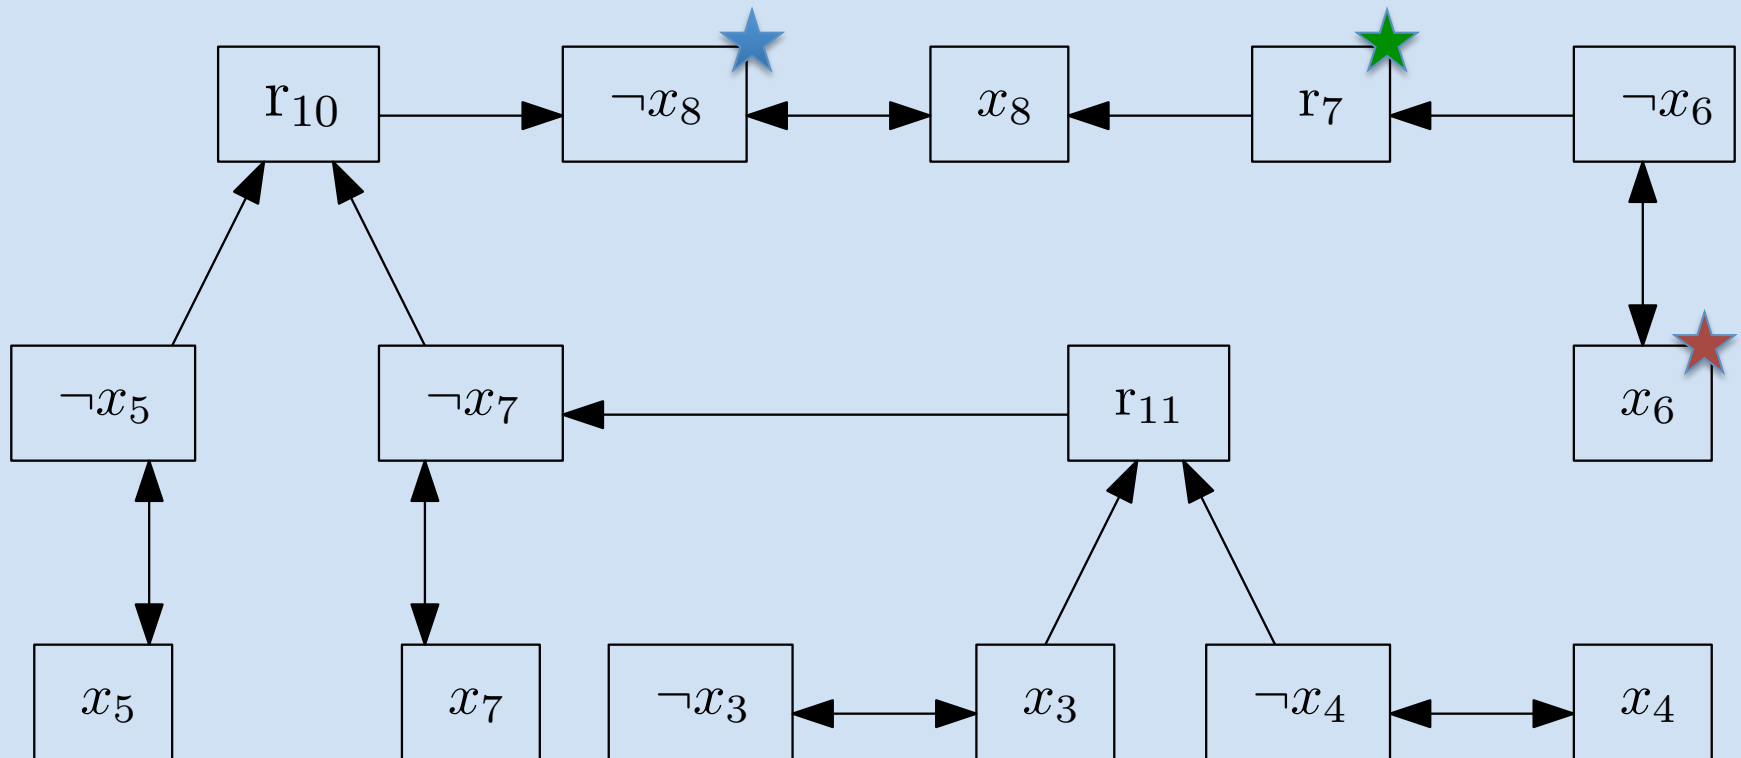 r₁₀ ¬x₈ x₈ r₇ ¬x₆
¬x₅ ¬x₇ r₁₁ x₆
x₅ x₇ ¬x₃ x₃ ¬x₄ x₄